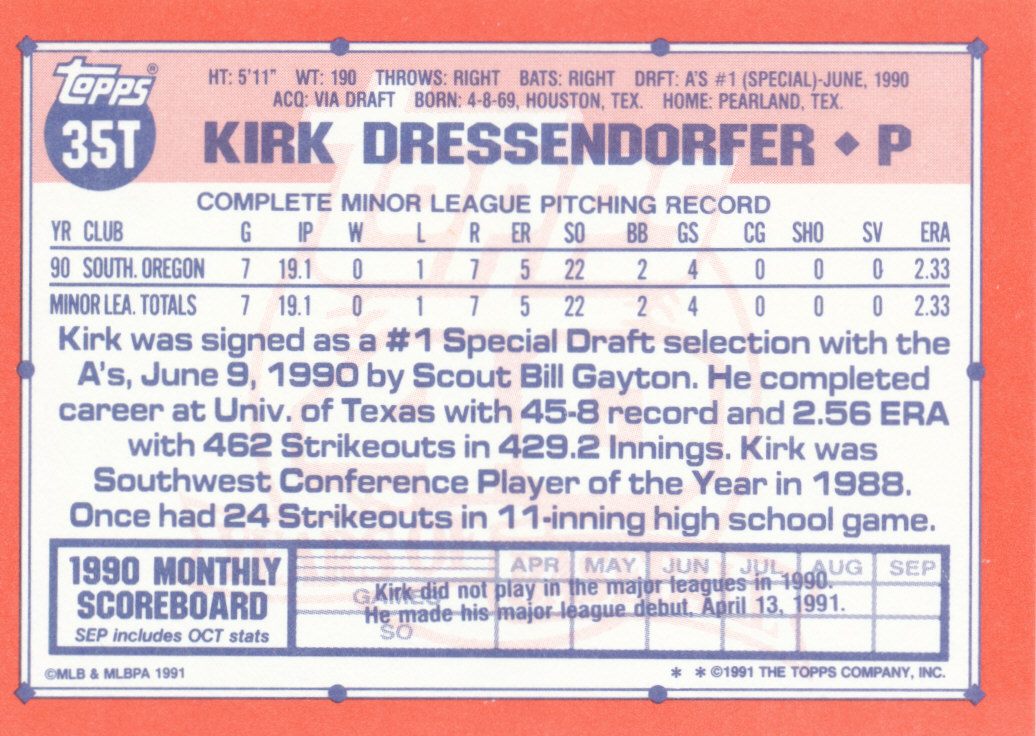 Topps®
35T
HT: 5'11" WT: 190 THROWS: RIGHT BATS: RIGHT DRFT: A'S #1 (SPECIAL)-JUNE, 1990
ACQ: VIA DRAFT BORN: 4-8-69, HOUSTON, TEX. HOME: PEARLAND, TEX.
KIRK DRESSENDORFER ◆ P
COMPLETE MINOR LEAGUE PITCHING RECORD
YR CLUB G IP W L R ER SO BB GS CG SHO SV ERA
90 SOUTH. OREGON 7 19.1 0 1 7 5 22 2 4 0 0 0 2.33
MINOR LEA. TOTALS 7 19.1 0 1 7 5 22 2 4 0 0 0 2.33
Kirk was signed as a #1 Special Draft selection with the
A's, June 9, 1990 by Scout Bill Gayton. He completed
career at Univ. of Texas with 45-8 record and 2.56 ERA
with 462 Strikeouts in 429.2 Innings. Kirk was
Southwest Conference Player of the Year in 1988.
Once had 24 Strikeouts in 11-inning high school game.
1990 MONTHLY
SCOREBOARD
SEP includes OCT stats
APR MAY JUN JUL AUG SEP
GAMES
SO
Kirk did not play in the major leagues in 1990.
He made his major league debut, April 13, 1991.
©MLB & MLBPA 1991
* * ©1991 THE TOPPS COMPANY, INC.